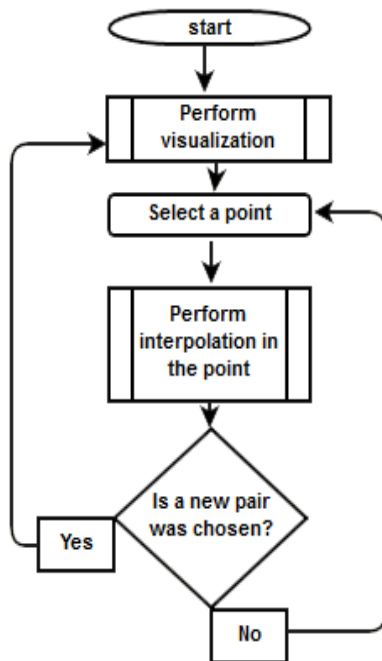 start
Perform
visualization
Select a point
Perform
interpolation in
the point
Is a new pair
was chosen?
Yes
No